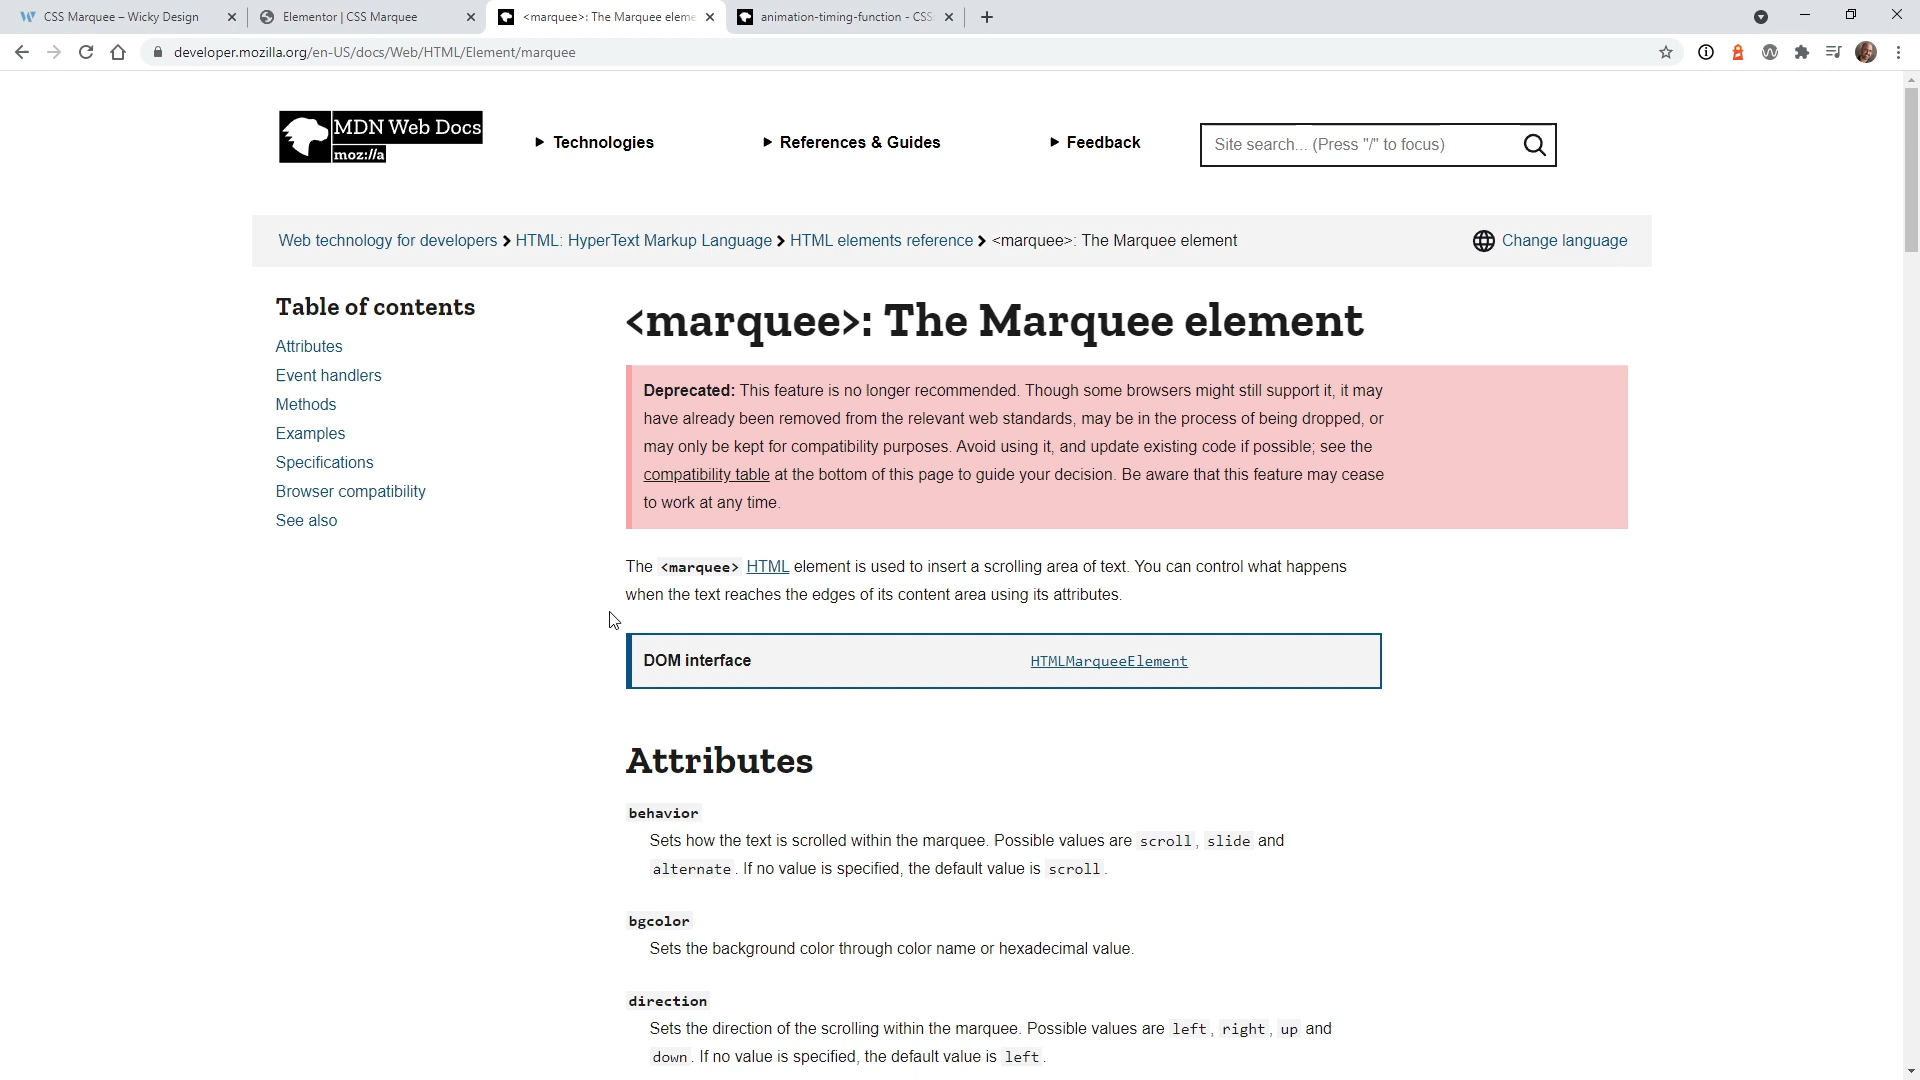 CSS Marquee – Wicky Design
Elementor | CSS Marquee
<marquee>: The Marquee eleme
animation-timing-function - CSS
developer.mozilla.org/en-US/docs/Web/HTML/Element/marquee
MDN Web Docs
moz://a
Technologies
References & Guides
Feedback
Site search... (Press "/" to focus)
Web technology for developers > HTML: HyperText Markup Language > HTML elements reference > <marquee>: The Marquee element
Change language
Table of contents
Attributes
Event handlers
Methods
Examples
Specifications
Browser compatibility
See also
<marquee>: The Marquee element
Deprecated: This feature is no longer recommended. Though some browsers might still support it, it may
have already been removed from the relevant web standards, may be in the process of being dropped, or
may only be kept for compatibility purposes. Avoid using it, and update existing code if possible; see the
compatibility table at the bottom of this page to guide your decision. Be aware that this feature may cease
to work at any time.
The <marquee> HTML element is used to insert a scrolling area of text. You can control what happens
when the text reaches the edges of its content area using its attributes.
DOM interface HTMLMarqueeElement
Attributes
behavior
Sets how the text is scrolled within the marquee. Possible values are scroll, slide and
alternate. If no value is specified, the default value is scroll.
bgcolor
Sets the background color through color name or hexadecimal value.
direction
Sets the direction of the scrolling within the marquee. Possible values are left, right, up and
down. If no value is specified, the default value is left.